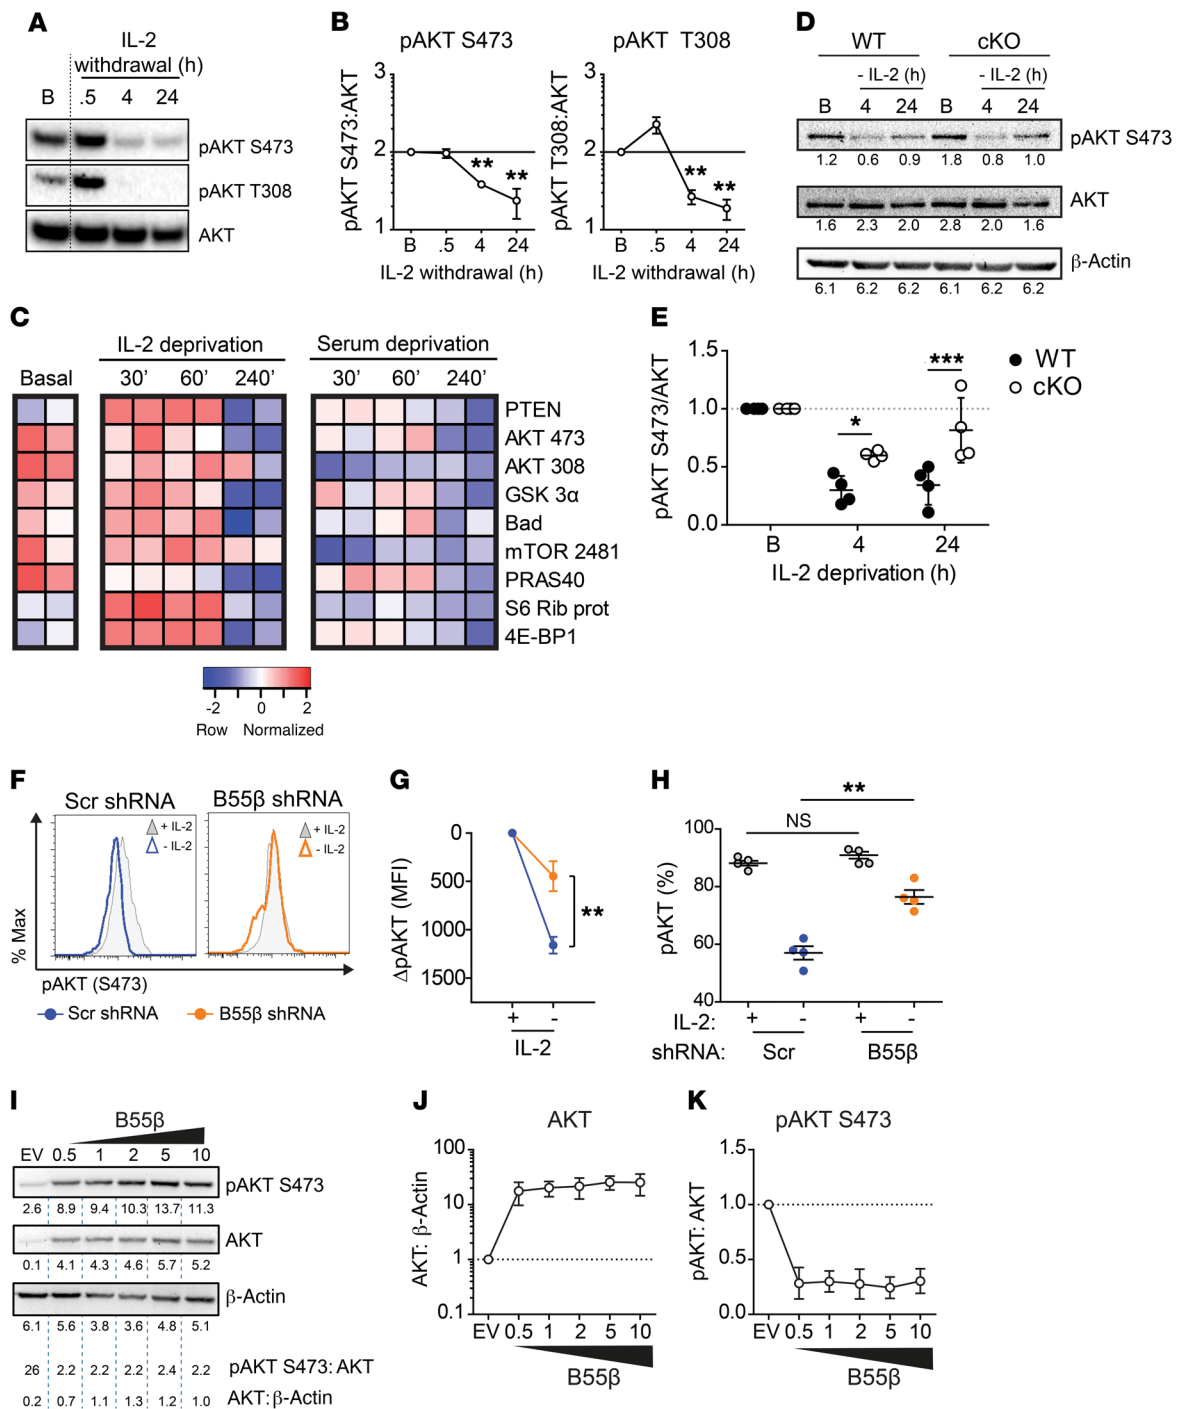 A
IL-2
withdrawal (h)
B .5 4 24
pAKT S473
pAKT T308
AKT
B
pAKT S473
pAKT S473:AKT
3
2
1
** **
B .5 4 24
IL-2 withdrawal (h)
pAKT T308
pAKT T308:AKT
3
2
1
** **
B .5 4 24
IL-2 withdrawal (h)
D
WT cKO
- IL-2 (h) - IL-2 (h)
B 4 24 B 4 24
pAKT S473
1.2 0.6 0.9 1.8 0.8 1.0
AKT
1.6 2.3 2.0 2.8 2.0 1.6
β-Actin
6.1 6.2 6.2 6.1 6.2 6.2
C
IL-2 deprivation Serum deprivation
Basal 30' 60' 240' 30' 60' 240'
PTEN
AKT 473
AKT 308
GSK 3α
Bad
mTOR 2481
PRAS40
S6 Rib prot
4E-BP1
-2 0 2
Row Normalized
E
pAKT S473/AKT
1.5
1.0
0.5
0.0
* ***
WT
cKO
B 4 24
IL-2 deprivation (h)
F
Scr shRNA B55β shRNA
+ IL-2
- IL-2
+ IL-2
- IL-2
% Max
pAKT (S473)
Scr shRNA B55β shRNA
G
ΔpAKT (MFI)
0
500
1000
1500
**
+ -
IL-2
H
pAKT (%)
100
80
60
40
NS
**
IL-2: + - + -
shRNA: Scr B55β
I
B55β
EV 0.5 1 2 5 10
pAKT S473
2.6 8.9 9.4 10.3 13.7 11.3
AKT
0.1 4.1 4.3 4.6 5.7 5.2
β-Actin
6.1 5.6 3.8 3.6 4.8 5.1
26 2.2 2.2 2.2 2.4 2.2 pAKT S473: AKT
0.2 0.7 1.1 1.3 1.2 1.0 AKT:β-Actin
J
AKT
AKT: β-Actin
100
10
1
0.1
EV 0.5 1 2 5 10
B55β
K
pAKT S473
pAKT: AKT
1.5
1.0
0.5
0.0
EV 0.5 1 2 5 10
B55β